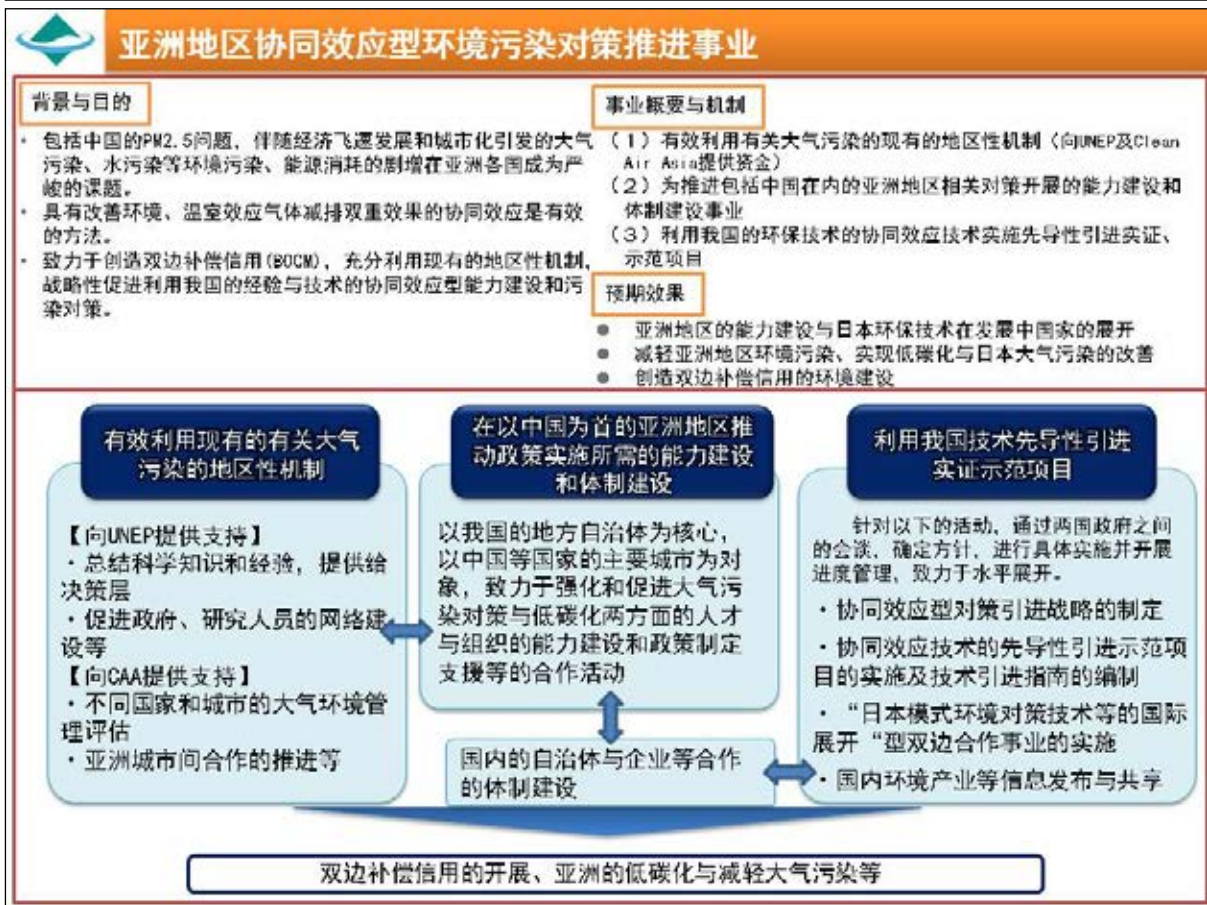 亚洲地区协同效应型环境污染对策推进事业
背景与目的
· 包括中国的PM2.5问题，伴随经济飞速发展和城市化引发的大气
污染、水污染等环境污染、能源消耗的剧增在亚洲各国成为严
峻的课题。
· 具有改善环境、温室效应气体减排双重效果的协同效应是有效
的方法。
· 致力于创造双边补偿信用(BOCM)，充分利用现有的地区性机制，
战略性促进利用我国的经验与技术的协同效应型能力建设和污
染对策。
事业概要与机制
（1）有效利用有关大气污染的现有的地区性机制（向UNEP及Clean
Air Asia提供资金）
（2）为推进包括中国在内的亚洲地区相关对策开展的能力建设和
体制建设事业
（3）利用我国的环保技术的协同效应技术实施先导性引进实证、
示范项目
预期效果
● 亚洲地区的能力建设与日本环保技术在发展中国家的展开
● 减轻亚洲地区环境污染、实现低碳化与日本大气污染的改善
● 创造双边补偿信用的环境建设
有效利用现有的有关大气
污染的地区性机制
【向UNEP提供支持】
·总结科学知识和经验，提供给
决策层
·促进政府、研究人员的网络建
设等
【向CAA提供支持】
·不同国家和城市的大气环境管
理评估
·亚洲城市间合作的推进等
在以中国为首的亚洲地区推
动政策实施所需的能力建设
和体制建设
以我国的地方自治体为核心，
以中国等国家的主要城市为对
象，致力于强化和促进大气污
染对策与低碳化两方面的人才
与组织的能力建设和政策制定
支援等的合作活动
国内的自治体与企业等合作
的体制建设
利用我国技术先导性引进
实证示范项目
针对以下的活动，通过两国政府之间
的会谈，确定方针，进行具体实施并开展
进度管理，致力于水平展开。
·协同效应型对策引进战略的制定
·协同效应技术的先导性引进示范项
目的实施及技术引进指南的编制
·“日本模式环境对策技术等的国际
展开“型双边合作事业的实施
·国内环境产业等信息发布与共享
双边补偿信用的开展、亚洲的低碳化与减轻大气污染等